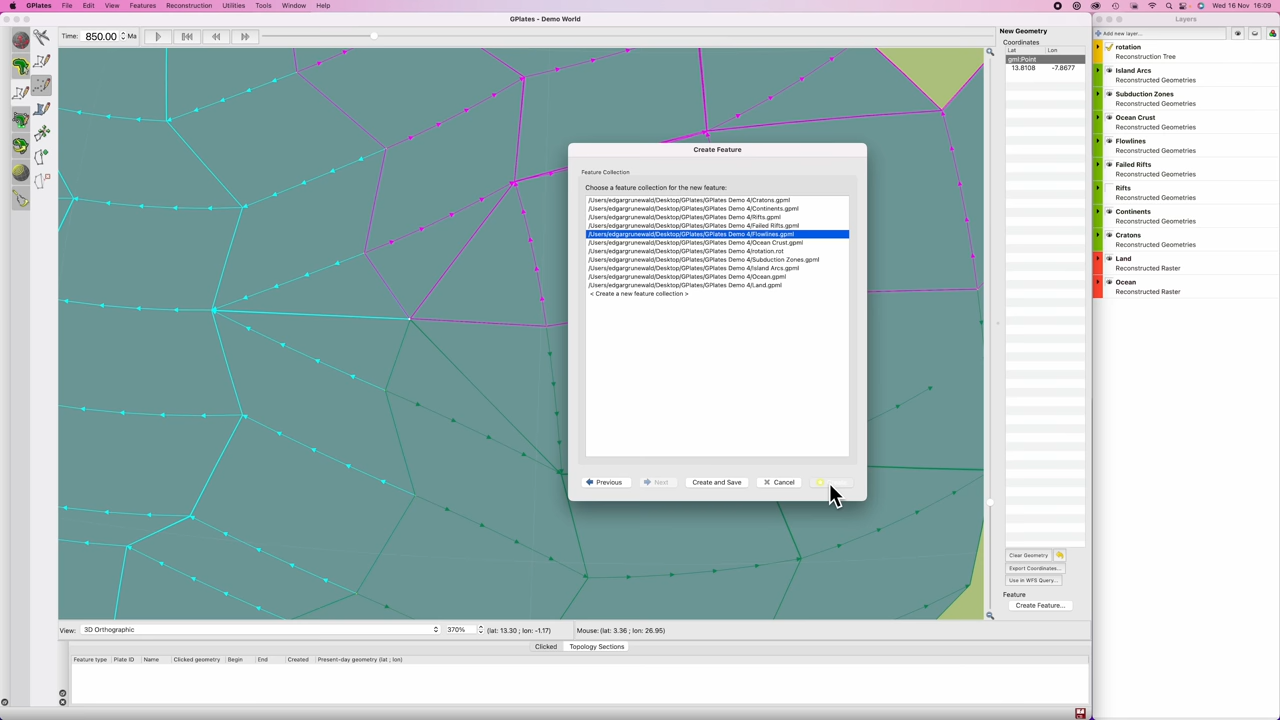 GPlates File Edit View Features Reconstruction Utilities Tools Window Help
Wed 16 Nov 16:09
GPlates - Demo World
Layers
Time: 850.00 Ma
New Geometry
Coordinates
Lat Lon
gml:Point
13.8108 -7.8677
Add new layer...
rotation
Reconstruction Tree
Island Arcs
Reconstructed Geometries
Subduction Zones
Reconstructed Geometries
Ocean Crust
Reconstructed Geometries
Flowlines
Reconstructed Geometries
Failed Rifts
Reconstructed Geometries
Rifts
Reconstructed Geometries
Continents
Reconstructed Geometries
Cratons
Reconstructed Geometries
Land
Reconstructed Raster
Ocean
Reconstructed Raster
Create Feature
Feature Collection
Choose a feature collection for the new feature:
/Users/edgargrunewald/Desktop/GPlates/GPlates Demo 4/Cratons.gpml
/Users/edgargrunewald/Desktop/GPlates/GPlates Demo 4/Continents.gpml
/Users/edgargrunewald/Desktop/GPlates/GPlates Demo 4/Rifts.gpml
/Users/edgargrunewald/Desktop/GPlates/GPlates Demo 4/Failed Rifts.gpml
/Users/edgargrunewald/Desktop/GPlates/GPlates Demo 4/Flowlines.gpml
/Users/edgargrunewald/Desktop/GPlates/GPlates Demo 4/Ocean Crust.gpml
/Users/edgargrunewald/Desktop/GPlates/GPlates Demo 4/rotation.rot
/Users/edgargrunewald/Desktop/GPlates/GPlates Demo 4/Subduction Zones.gpml
/Users/edgargrunewald/Desktop/GPlates/GPlates Demo 4/Island Arcs.gpml
/Users/edgargrunewald/Desktop/GPlates/GPlates Demo 4/Ocean.gpml
/Users/edgargrunewald/Desktop/GPlates/GPlates Demo 4/Land.gpml
< Create a new feature collection >
Previous Next Create and Save Cancel
Clear Geometry
Export Coordinates...
Use in WFS Query...
Feature
Create Feature...
View: 3D Orthographic 370% (lat: 13.30 ; lon: -1.17) Mouse: (lat: 3.36 ; lon: 26.95)
Clicked Topology Sections
Feature type Plate ID Name Clicked geometry Begin End Created Present-day geometry (lat ; lon)